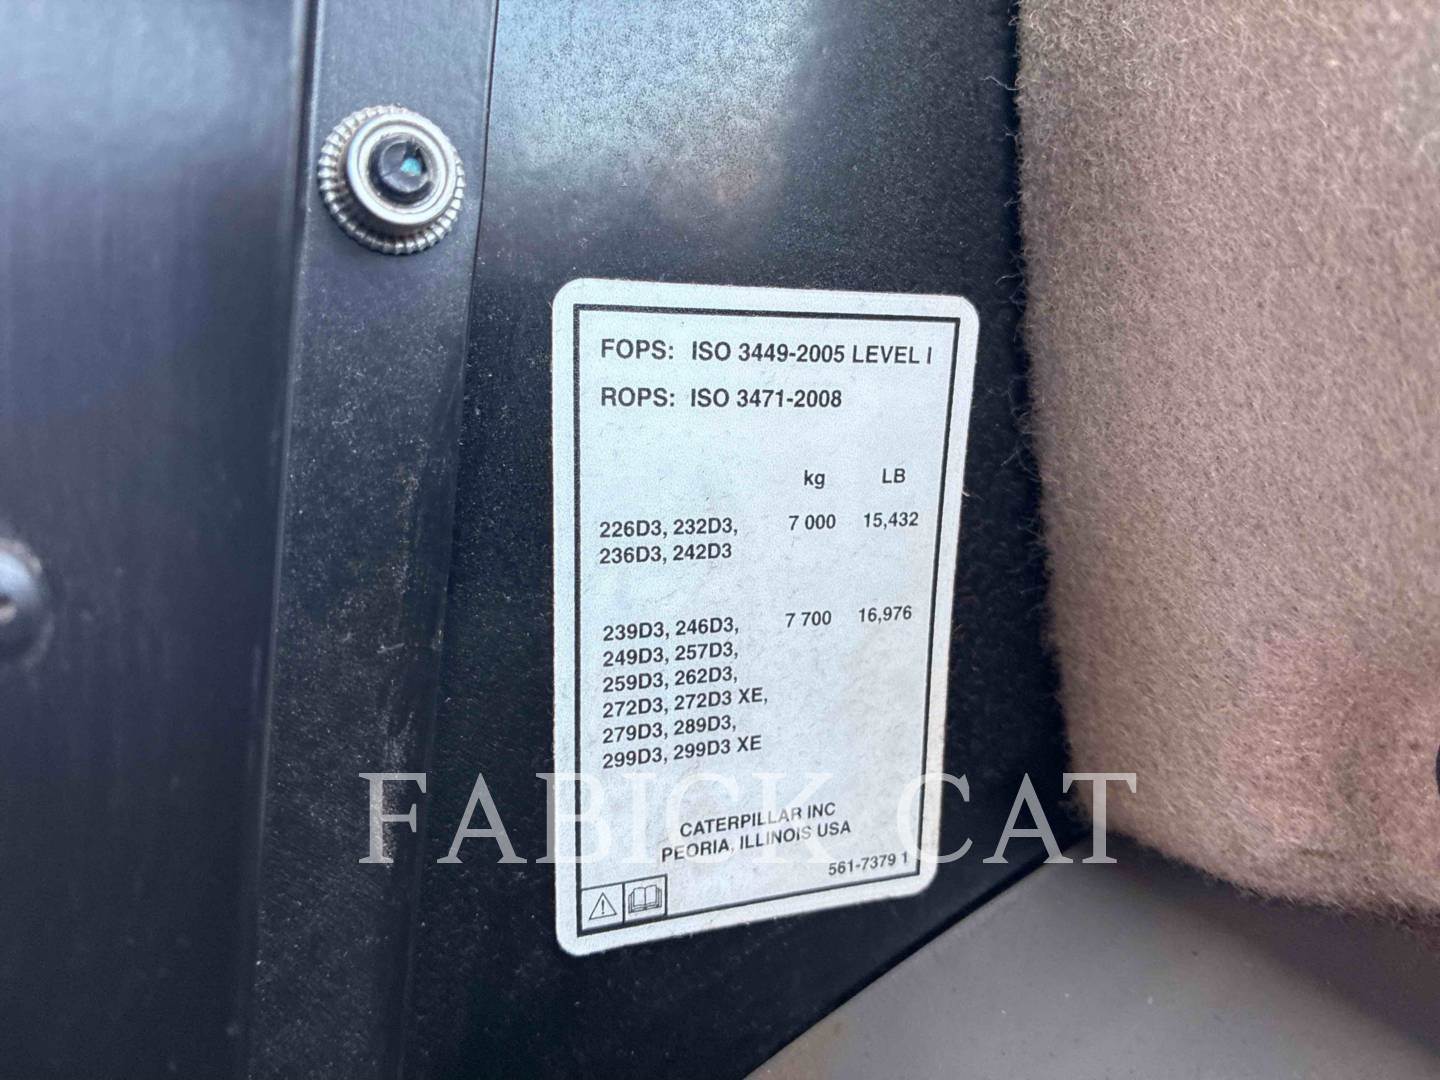 FOPS: ISO 3449-2005 LEVEL I
ROPS: ISO 3471-2008
kg LB
226D3, 232D3, 7 000 15,432
236D3, 242D3
239D3, 246D3, 7 700 16,976
249D3, 257D3,
259D3, 262D3,
272D3, 272D3 XE,
279D3, 289D3,
299D3, 299D3 XE
FABICK CAT
CATERPILLAR INC
PEORIA, ILLINOIS USA
561-7379 1